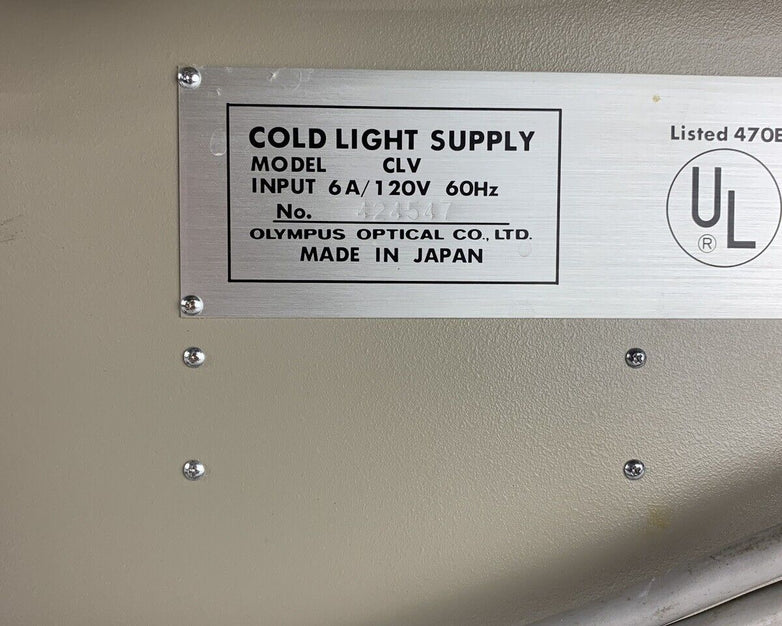 COLD LIGHT SUPPLY
MODEL CLV
INPUT 6A/120V 60Hz
No. 424547
OLYMPUS OPTICAL CO., LTD.
MADE IN JAPAN
Listed 470E
UL
®